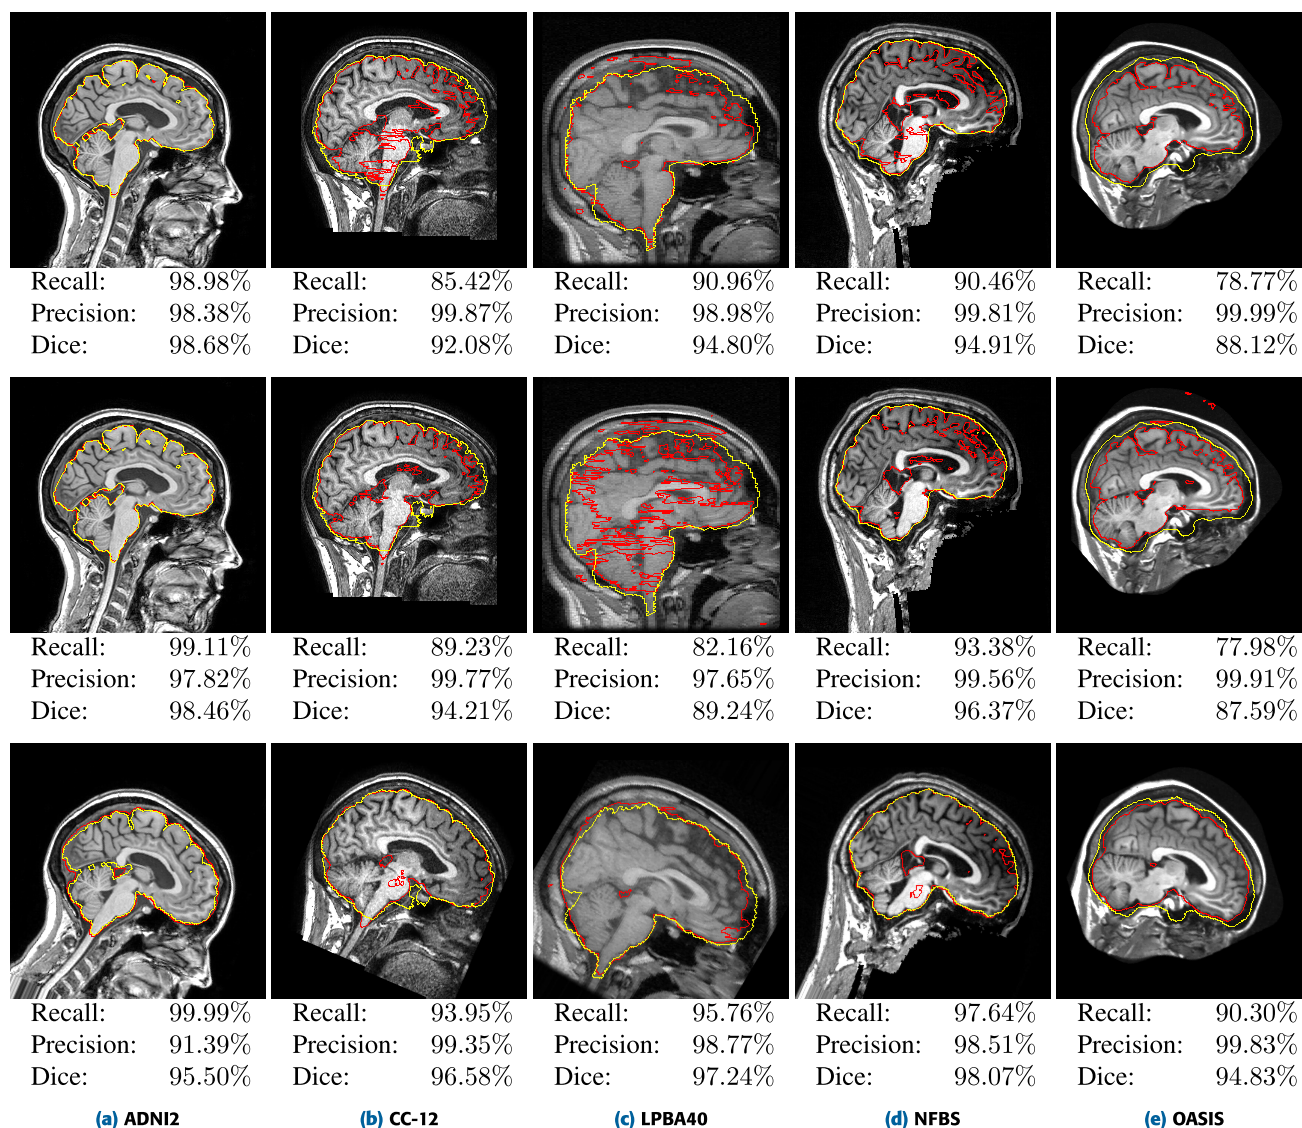 Recall: 98.98% Recall: 85.42% Recall: 90.96% Recall: 90.46% Recall: 78.77%
Precision: 98.38% Precision: 99.87% Precision: 98.98% Precision: 99.81% Precision: 99.99%
Dice: 98.68% Dice: 92.08% Dice: 94.80% Dice: 94.91% Dice: 88.12%
Recall: 99.11% Recall: 89.23% Recall: 82.16% Recall: 93.38% Recall: 77.98%
Precision: 97.82% Precision: 99.77% Precision: 97.65% Precision: 99.56% Precision: 99.91%
Dice: 98.46% Dice: 94.21% Dice: 89.24% Dice: 96.37% Dice: 87.59%
Recall: 99.99% Recall: 93.95% Recall: 95.76% Recall: 97.64% Recall: 90.30%
Precision: 91.39% Precision: 99.35% Precision: 98.77% Precision: 98.51% Precision: 99.83%
Dice: 95.50% Dice: 96.58% Dice: 97.24% Dice: 98.07% Dice: 94.83%
(a) ADNI2 (b) CC-12 (c) LPBA40 (d) NFBS (e) OASIS